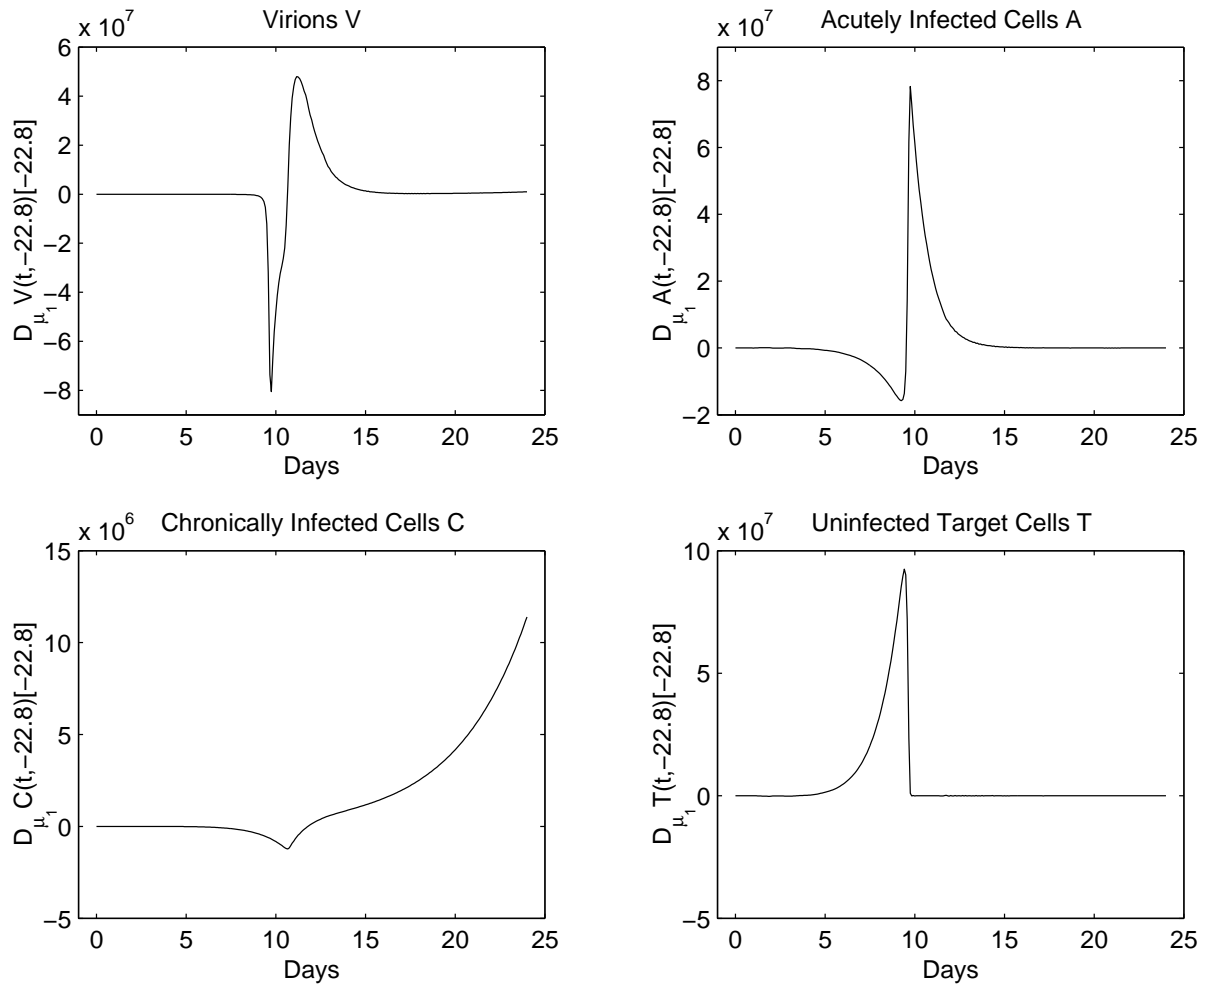 Virions V
x 10^7
6
4
2
0
−2
−4
−6
−8
D_μ1 V(t,−22.8)[−22.8]
0 5 10 15 20 25
Days
Acutely Infected Cells A
x 10^7
8
6
4
2
0
−2
D_μ1 A(t,−22.8)[−22.8]
0 5 10 15 20 25
Days
Chronically Infected Cells C
x 10^6
15
10
5
0
−5
D_μ1 C(t,−22.8)[−22.8]
0 5 10 15 20 25
Days
Uninfected Target Cells T
x 10^7
10
5
0
−5
D_μ1 T(t,−22.8)[−22.8]
0 5 10 15 20 25
Days